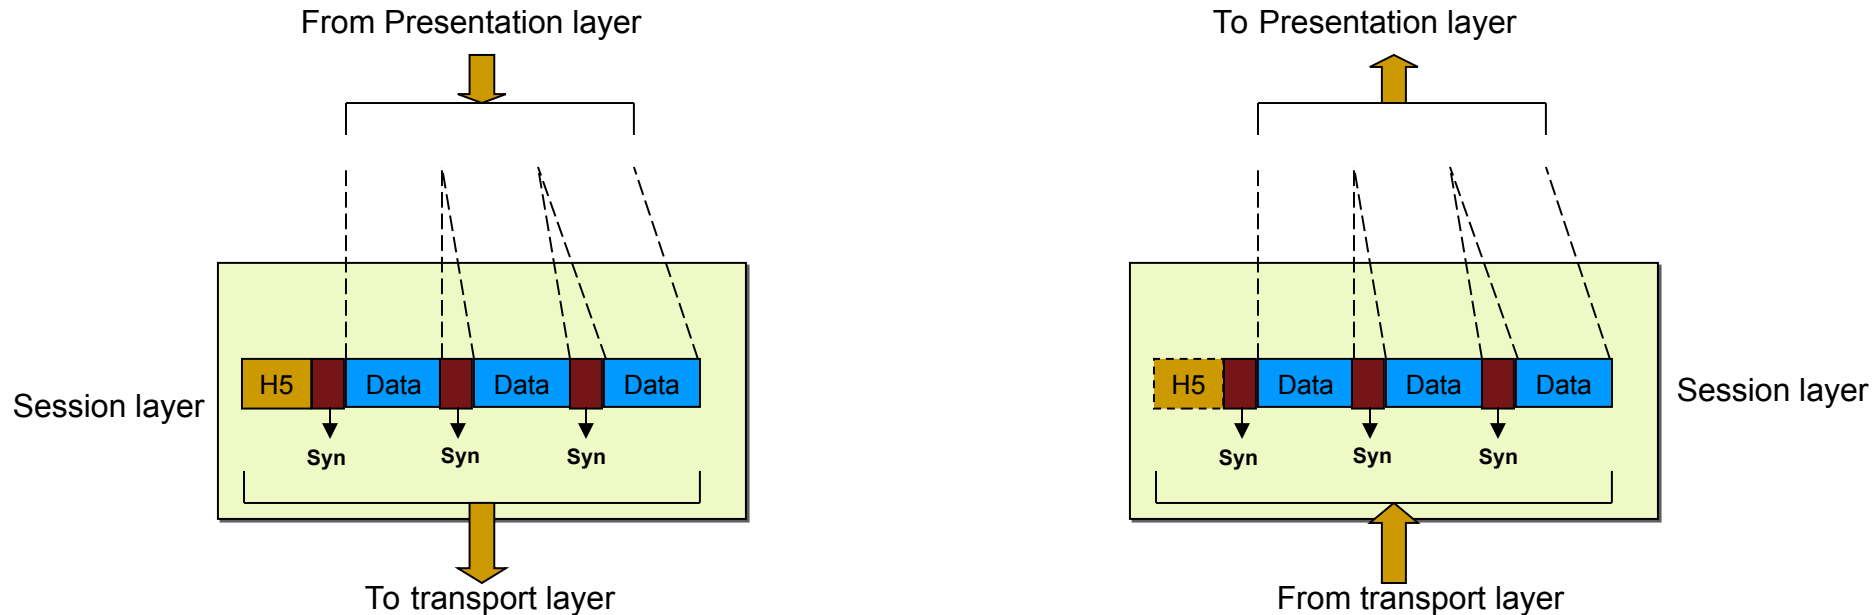 From Presentation layer
To Presentation layer
H5 Data Data Data
H5 Data Data Data
Session layer
Session layer
Syn Syn Syn
Syn Syn Syn
To transport layer
From transport layer